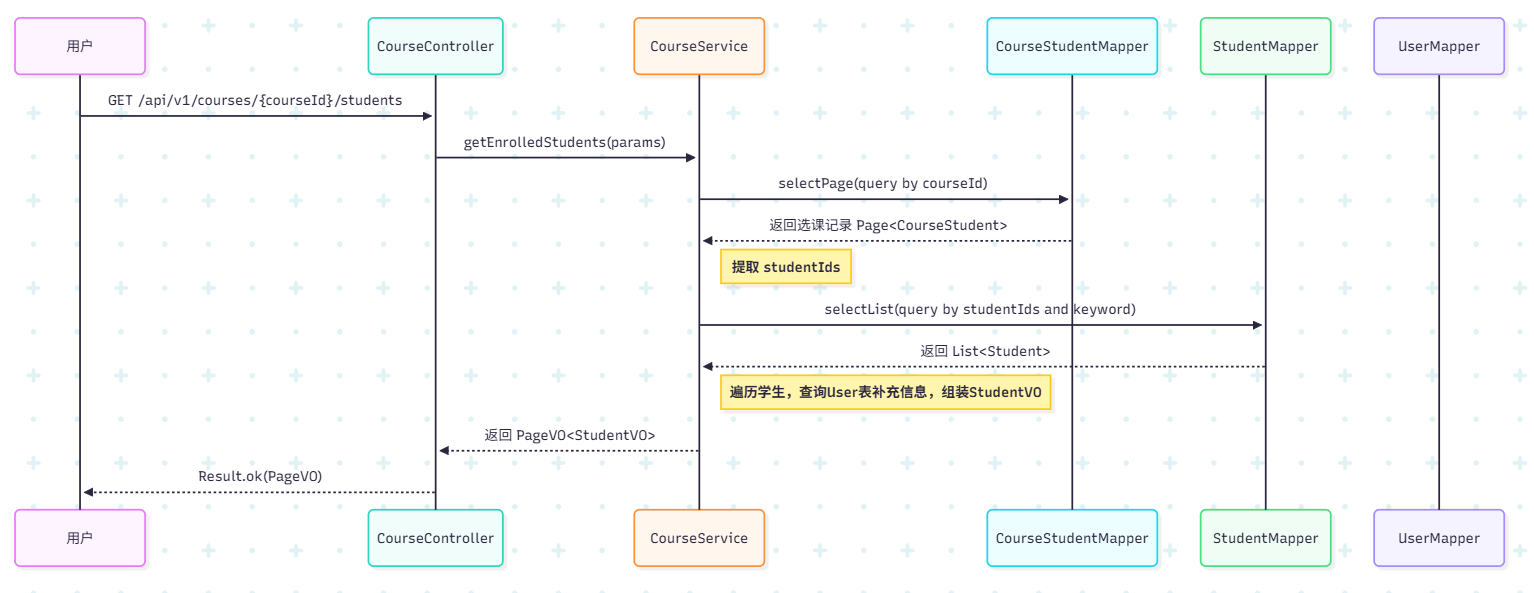 用户
CourseController
CourseService
CourseStudentMapper
StudentMapper
UserMapper
GET /api/v1/courses/{courseId}/students
getEnrolledStudents(params)
selectPage(query by courseId)
返回选课记录 Page<CourseStudent>
提取 studentIds
selectList(query by studentIds and keyword)
返回 List<Student>
遍历学生，查询User表补充信息，组装StudentVO
返回 PageVO<StudentVO>
Result.ok(PageVO)
用户
CourseController
CourseService
CourseStudentMapper
StudentMapper
UserMapper